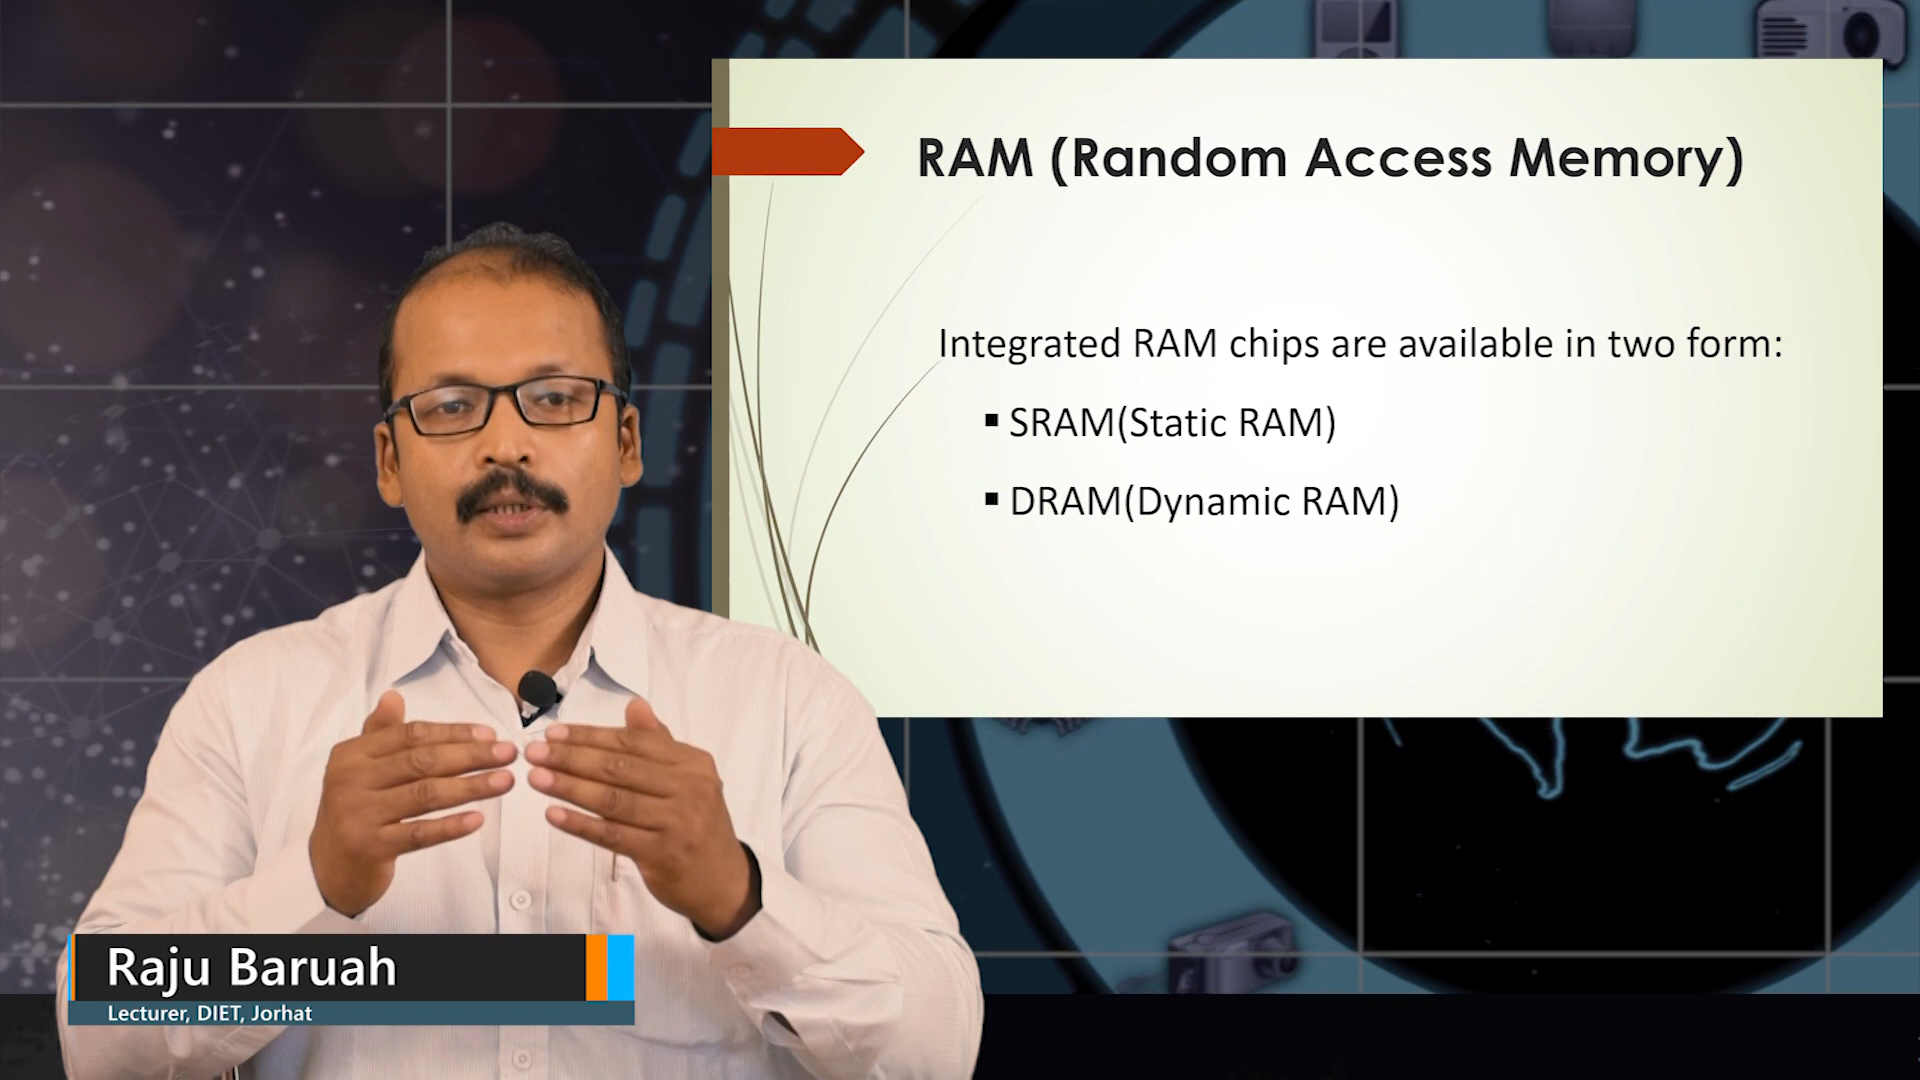 RAM (Random Access Memory)
Integrated RAM chips are available in two form:
▪ SRAM(Static RAM)
▪ DRAM(Dynamic RAM)
Raju Baruah
Lecturer, DIET, Jorhat